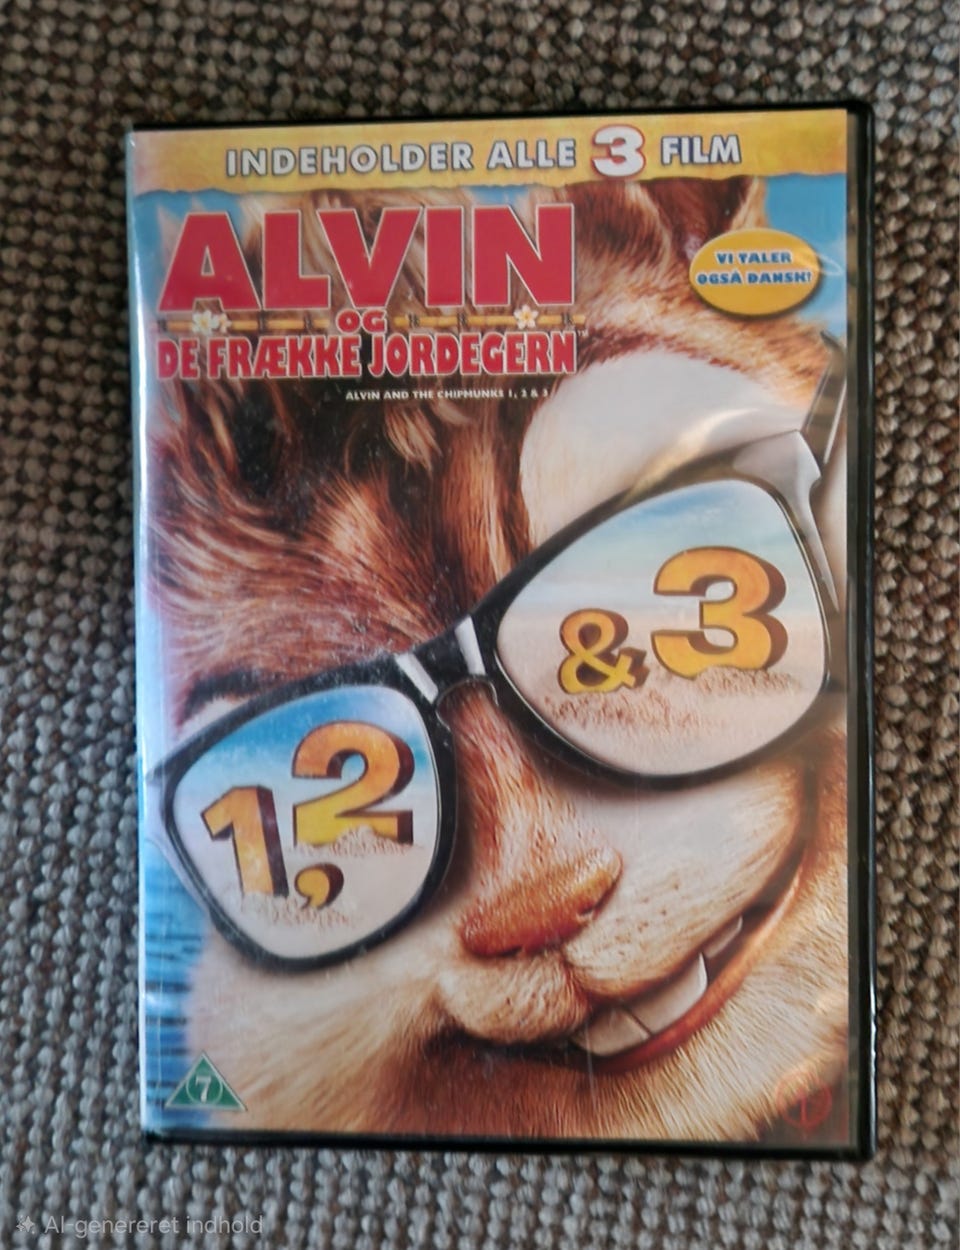 INDEHOLDER ALLE 3 FILM
ALVIN
OG
DE FRÆKKE JORDEGERN
ALVIN AND THE CHIPMUNKS 1, 2 & 3
VI TALER
OGSÅ DANSK!
& 3
1, 2
7
AI-genereret indhold